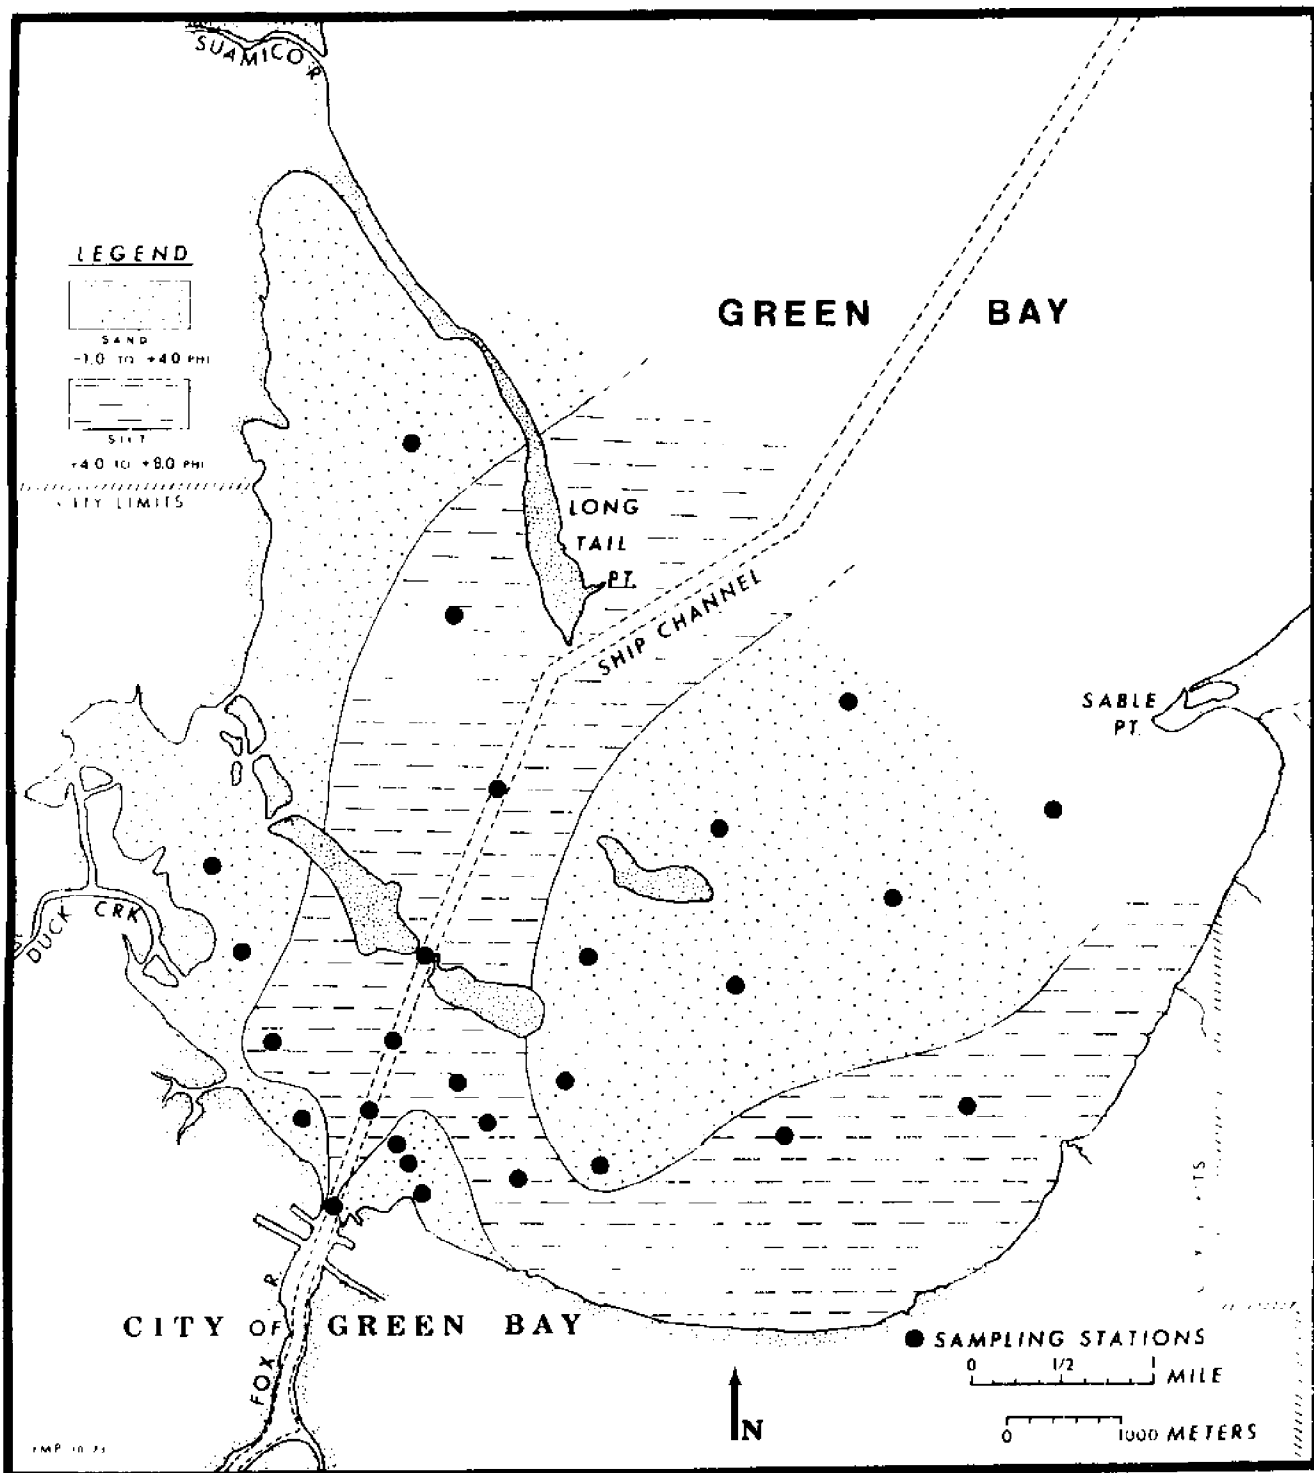 SUAMICO R.
LEGEND
SAND
-1.0 TO +4.0 PHI
SILT
+4.0 TO +8.0 PHI
CITY LIMITS
GREEN BAY
LONG
TAIL
PT.
SHIP CHANNEL
SABLE
PT.
DUCK CRK
CITY OF GREEN BAY
FOX R.
SAMPLING STATIONS
0 1/2 1 MILE
0 1000 METERS
N